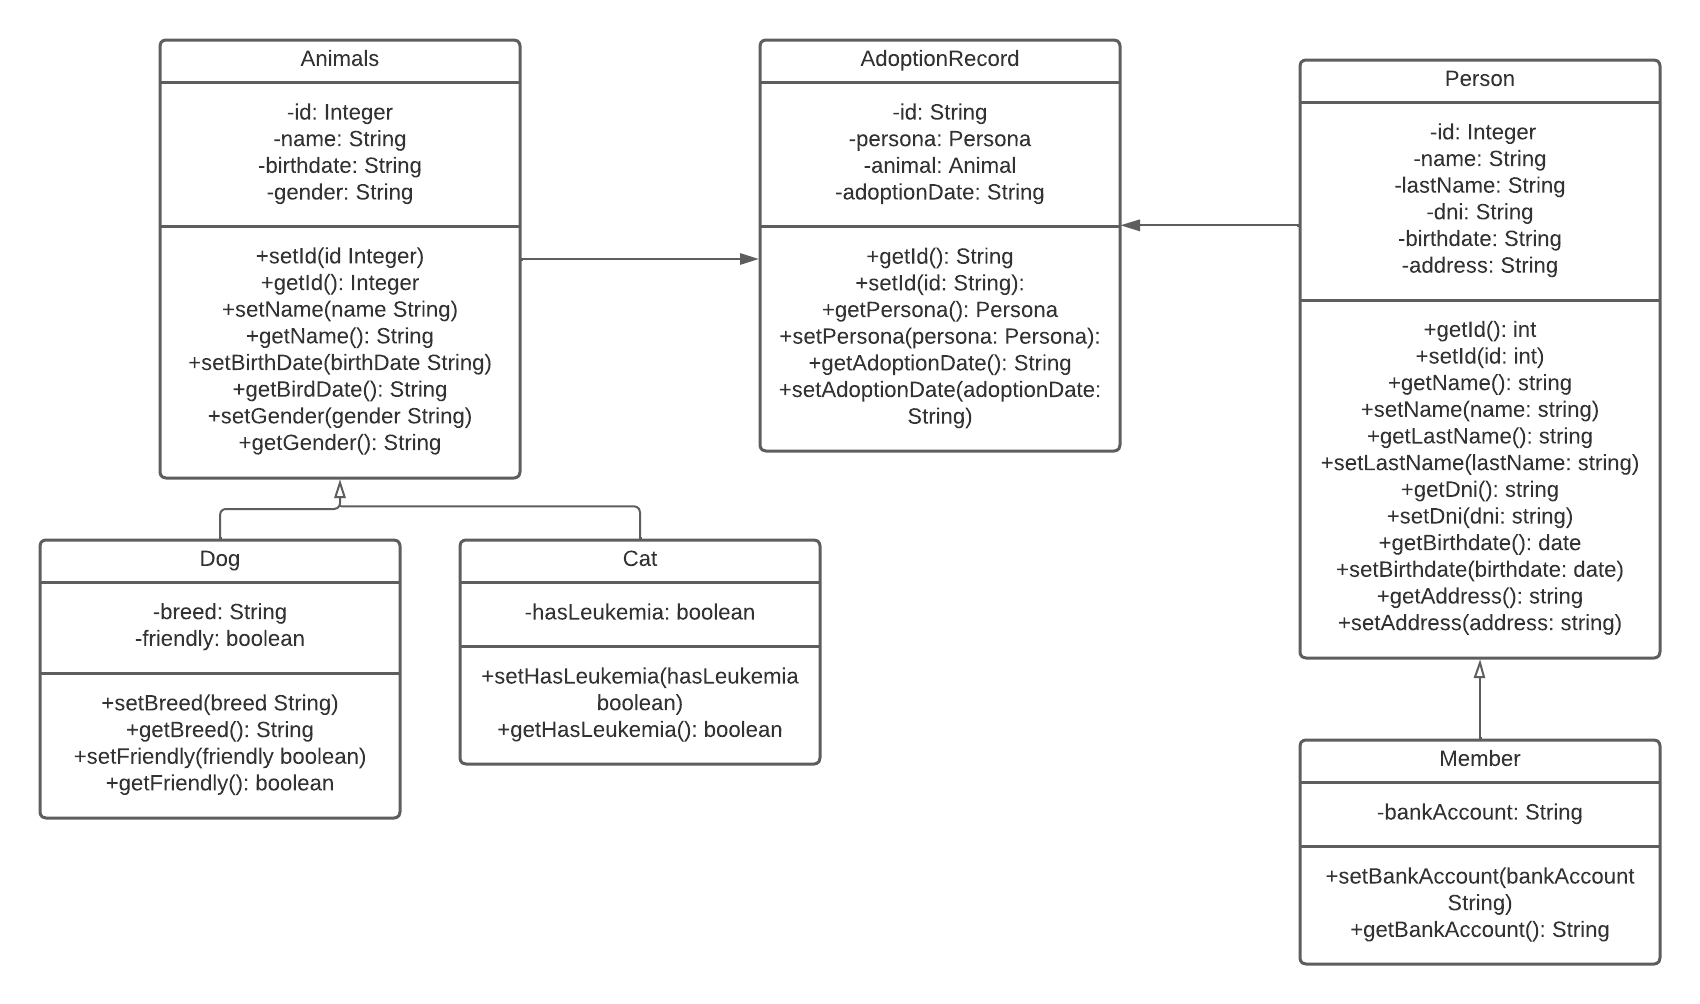 Animals
-id: Integer
-name: String
-birthdate: String
-gender: String
+setId(id Integer)
+getId(): Integer
+setName(name String)
+getName(): String
+setBirthDate(birthDate String)
+getBirdDate(): String
+setGender(gender String)
+getGender(): String
AdoptionRecord
-id: String
-persona: Persona
-animal: Animal
-adoptionDate: String
+getId(): String
+setId(id: String):
+getPersona(): Persona
+setPersona(persona: Persona):
+getAdoptionDate(): String
+setAdoptionDate(adoptionDate:
String)
Person
-id: Integer
-name: String
-lastName: String
-dni: String
-birthdate: String
-address: String
+getId(): int
+setId(id: int)
+getName(): string
+setName(name: string)
+getLastName(): string
+setLastName(lastName: string)
+getDni(): string
+setDni(dni: string)
+getBirthdate(): date
+setBirthdate(birthdate: date)
+getAddress(): string
+setAddress(address: string)
Dog
-breed: String
-friendly: boolean
+setBreed(breed String)
+getBreed(): String
+setFriendly(friendly boolean)
+getFriendly(): boolean
Cat
-hasLeukemia: boolean
+setHasLeukemia(hasLeukemia
boolean)
+getHasLeukemia(): boolean
Member
-bankAccount: String
+setBankAccount(bankAccount
String)
+getBankAccount(): String